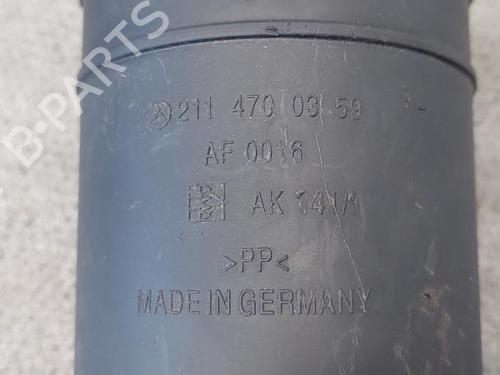 211 470 03 59
AF 0016
AK 141/1
>PP<
MADE IN GERMANY
B-PARTS